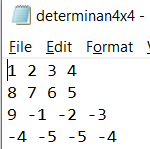 determinan4x4 -
File Edit Format V
1 2 3 4
8 7 6 5
9 -1 -2 -3
-4 -5 -5 -4